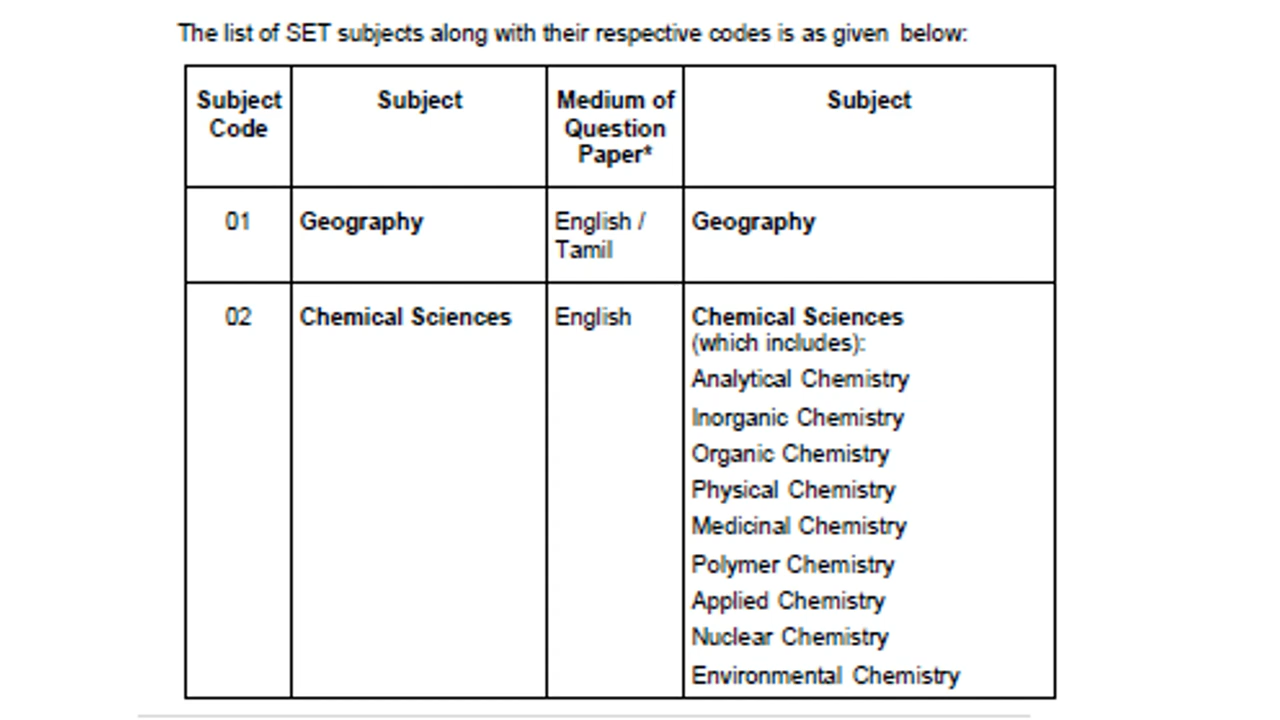 The list of SET subjects along with their respective codes is as given below:
Subject Code
Subject
Medium of Question Paper*
Subject
01
Geography
English / Tamil
Geography
02
Chemical Sciences
English
Chemical Sciences
(which includes):
Analytical Chemistry
Inorganic Chemistry
Organic Chemistry
Physical Chemistry
Medicinal Chemistry
Polymer Chemistry
Applied Chemistry
Nuclear Chemistry
Environmental Chemistry